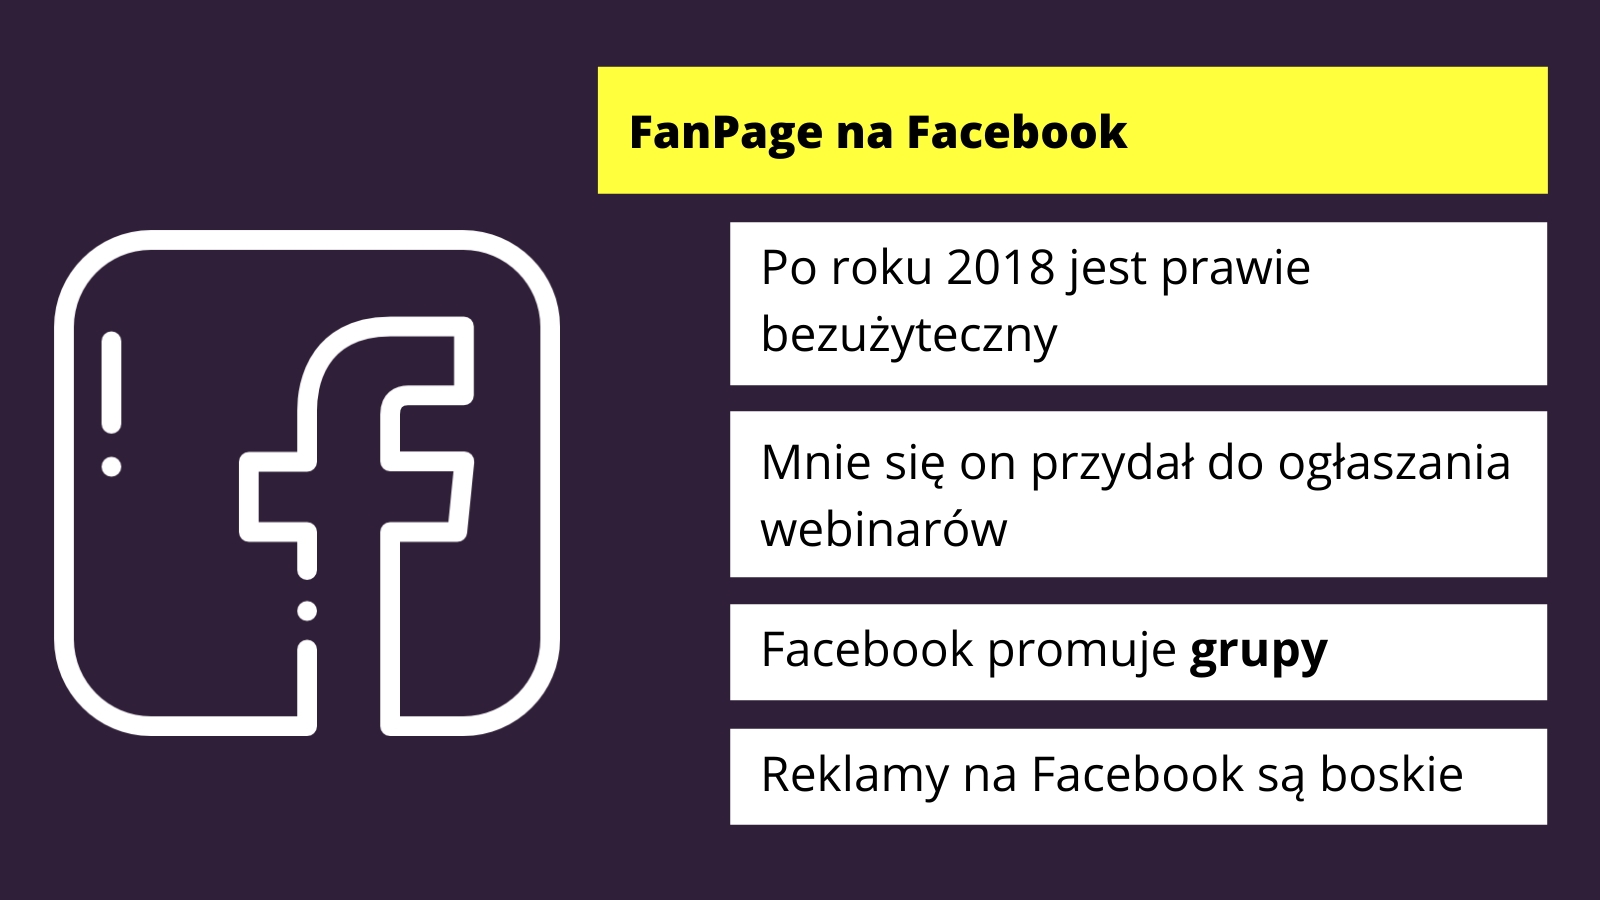 FanPage na Facebook
Po roku 2018 jest prawie
bezużyteczny
Mnie się on przydał do ogłaszania
webinarów
Facebook promuje grupy
Reklamy na Facebook są boskie